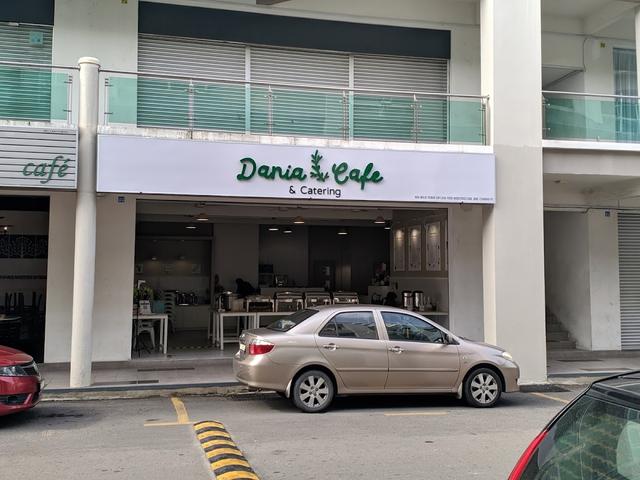 café
Dania Cafe
& Catering